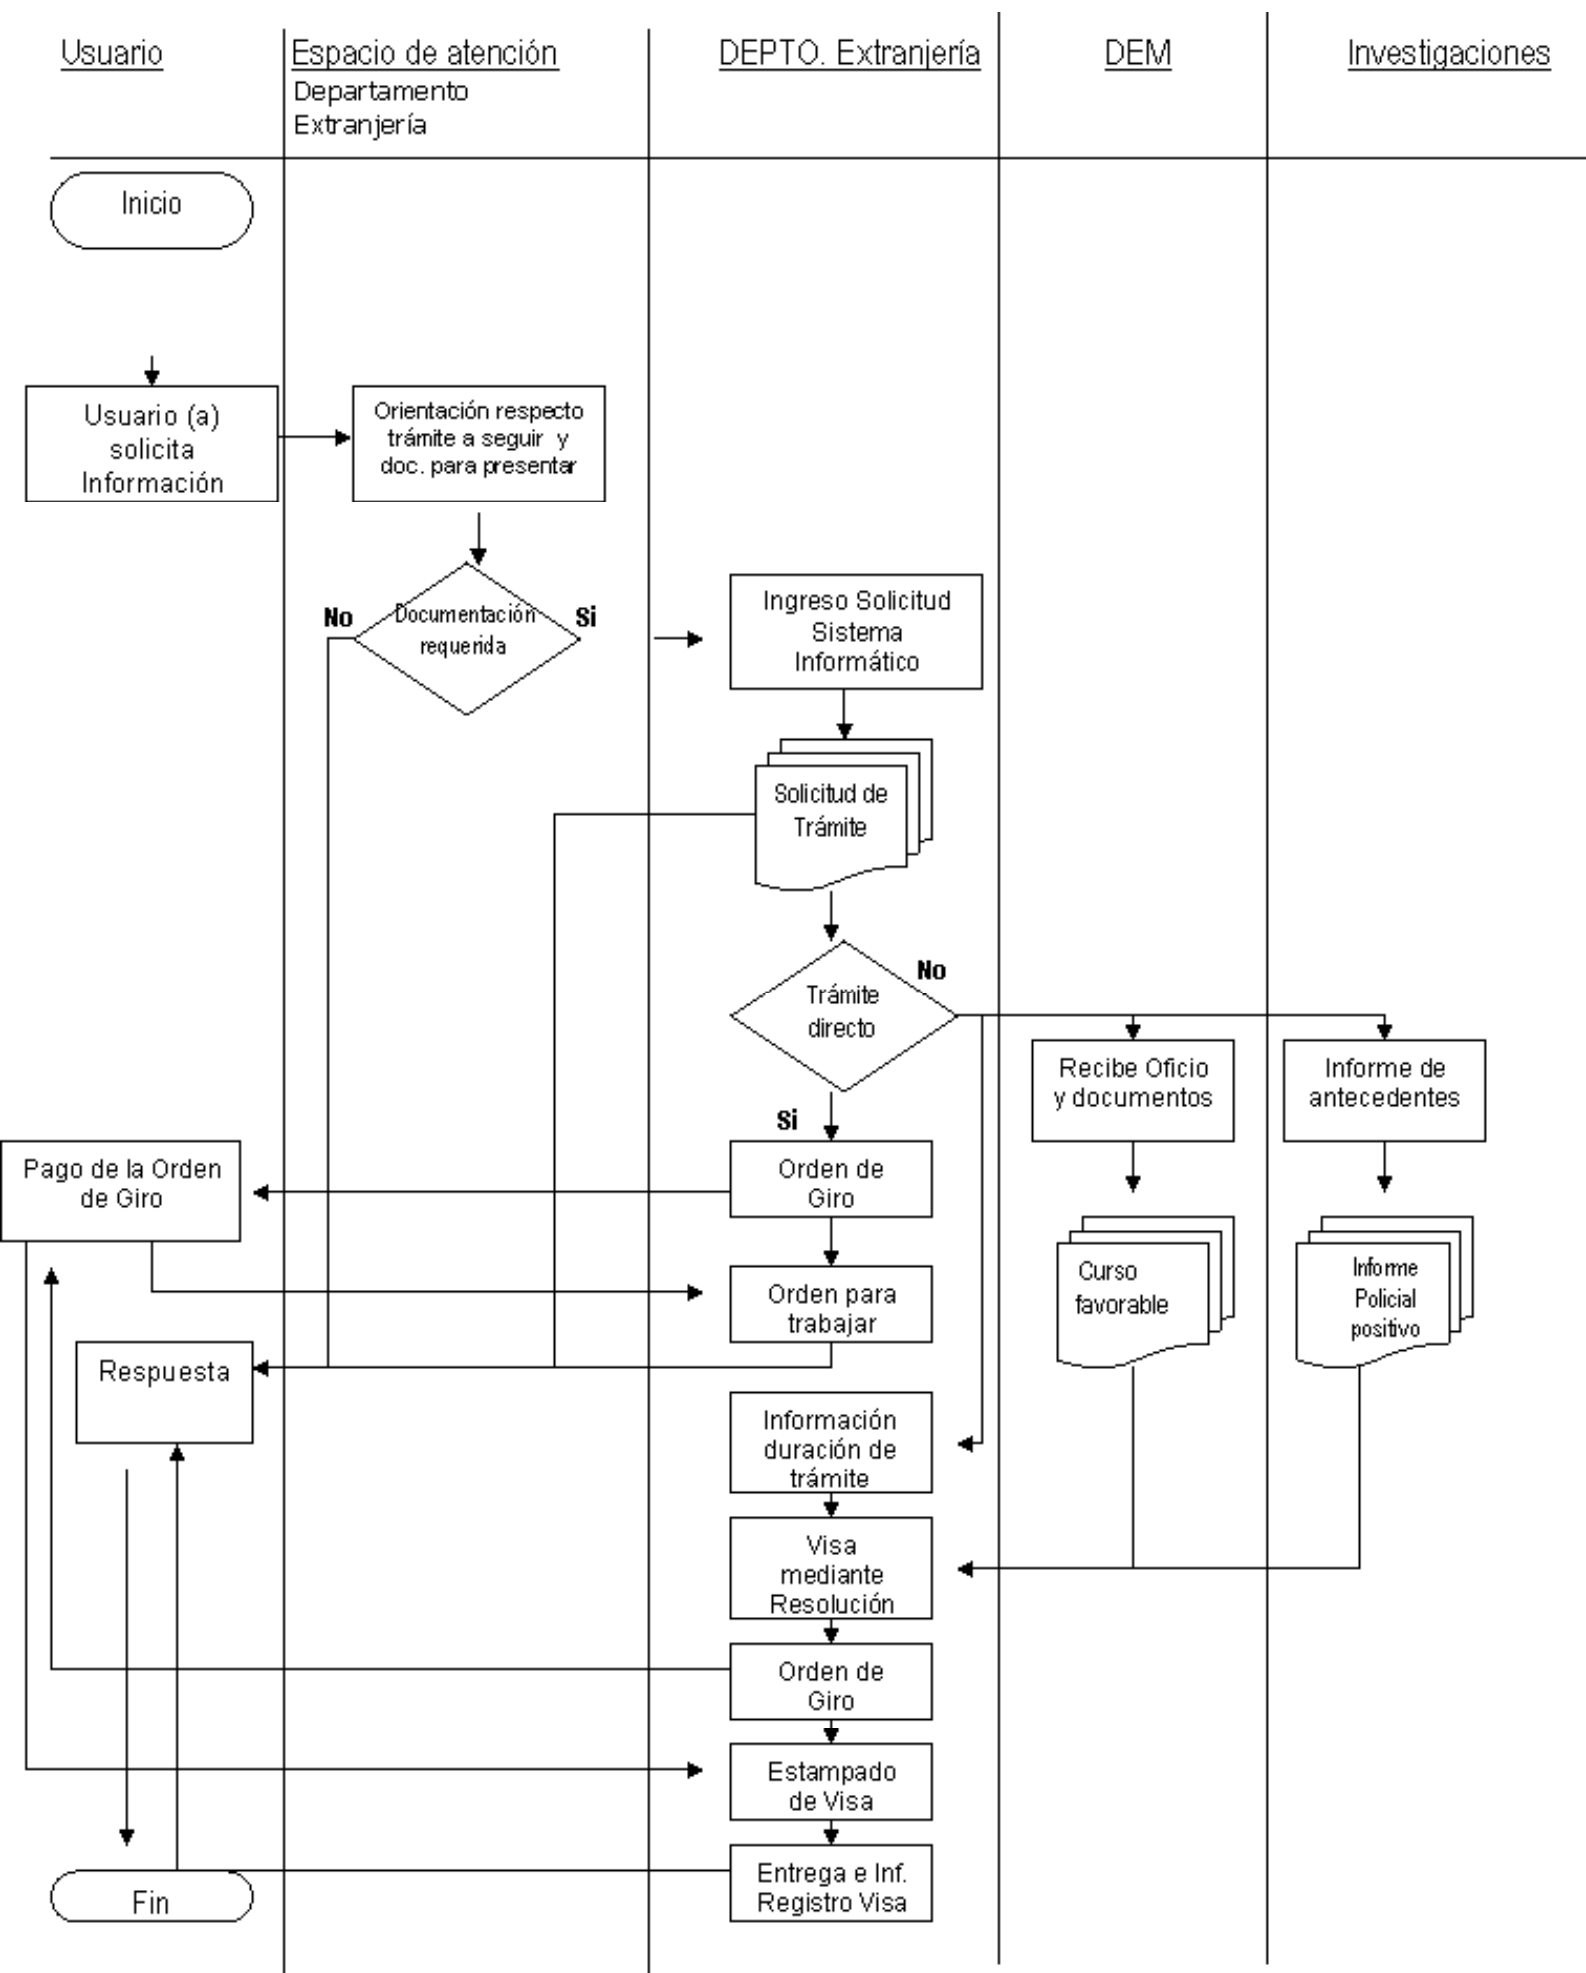 Usuario
Espacio de atención
Departamento
Extranjería
DEPTO. Extranjería
DEM
Investigaciones
Inicio
Usuario (a)
solicita
Información
Orientación respecto
trámite a seguir y
doc. para presentar
No
Documentación
requerida
Si
Ingreso Solicitud
Sistema
Informático
Solicitud de
Trámite
Trámite
directo
No
Si
Recibe Oficio
y documentos
Informe de
antecedentes
Pago de la Orden
de Giro
Orden de
Giro
Curso
favorable
Informe
Policial
positivo
Orden para
trabajar
Respuesta
Información
duración de
trámite
Visa
mediante
Resolución
Orden de
Giro
Estampado
de Visa
Entrega e Inf.
Registro Visa
Fin